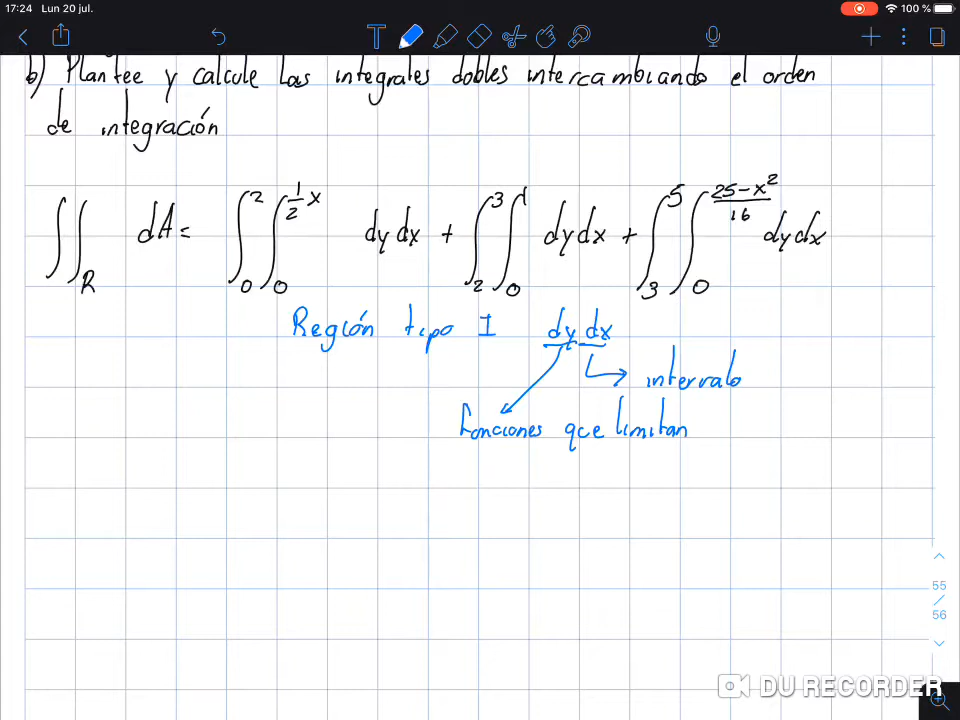 17:24 Lun 20 jul. 100 %
b) Plantee y calcule las integrales dobles intercambiando el orden
de integración
∬_R dA = ∫_0^2 ∫_0^{1/2 x} dy dx + ∫_2^3 ∫_0^1 dy dx + ∫_3^5 ∫_0^{(25-x^2)/16} dy dx
Región tipo I dy dx
intervalo
funciones que limitan
55
/
56
DU RECORDER